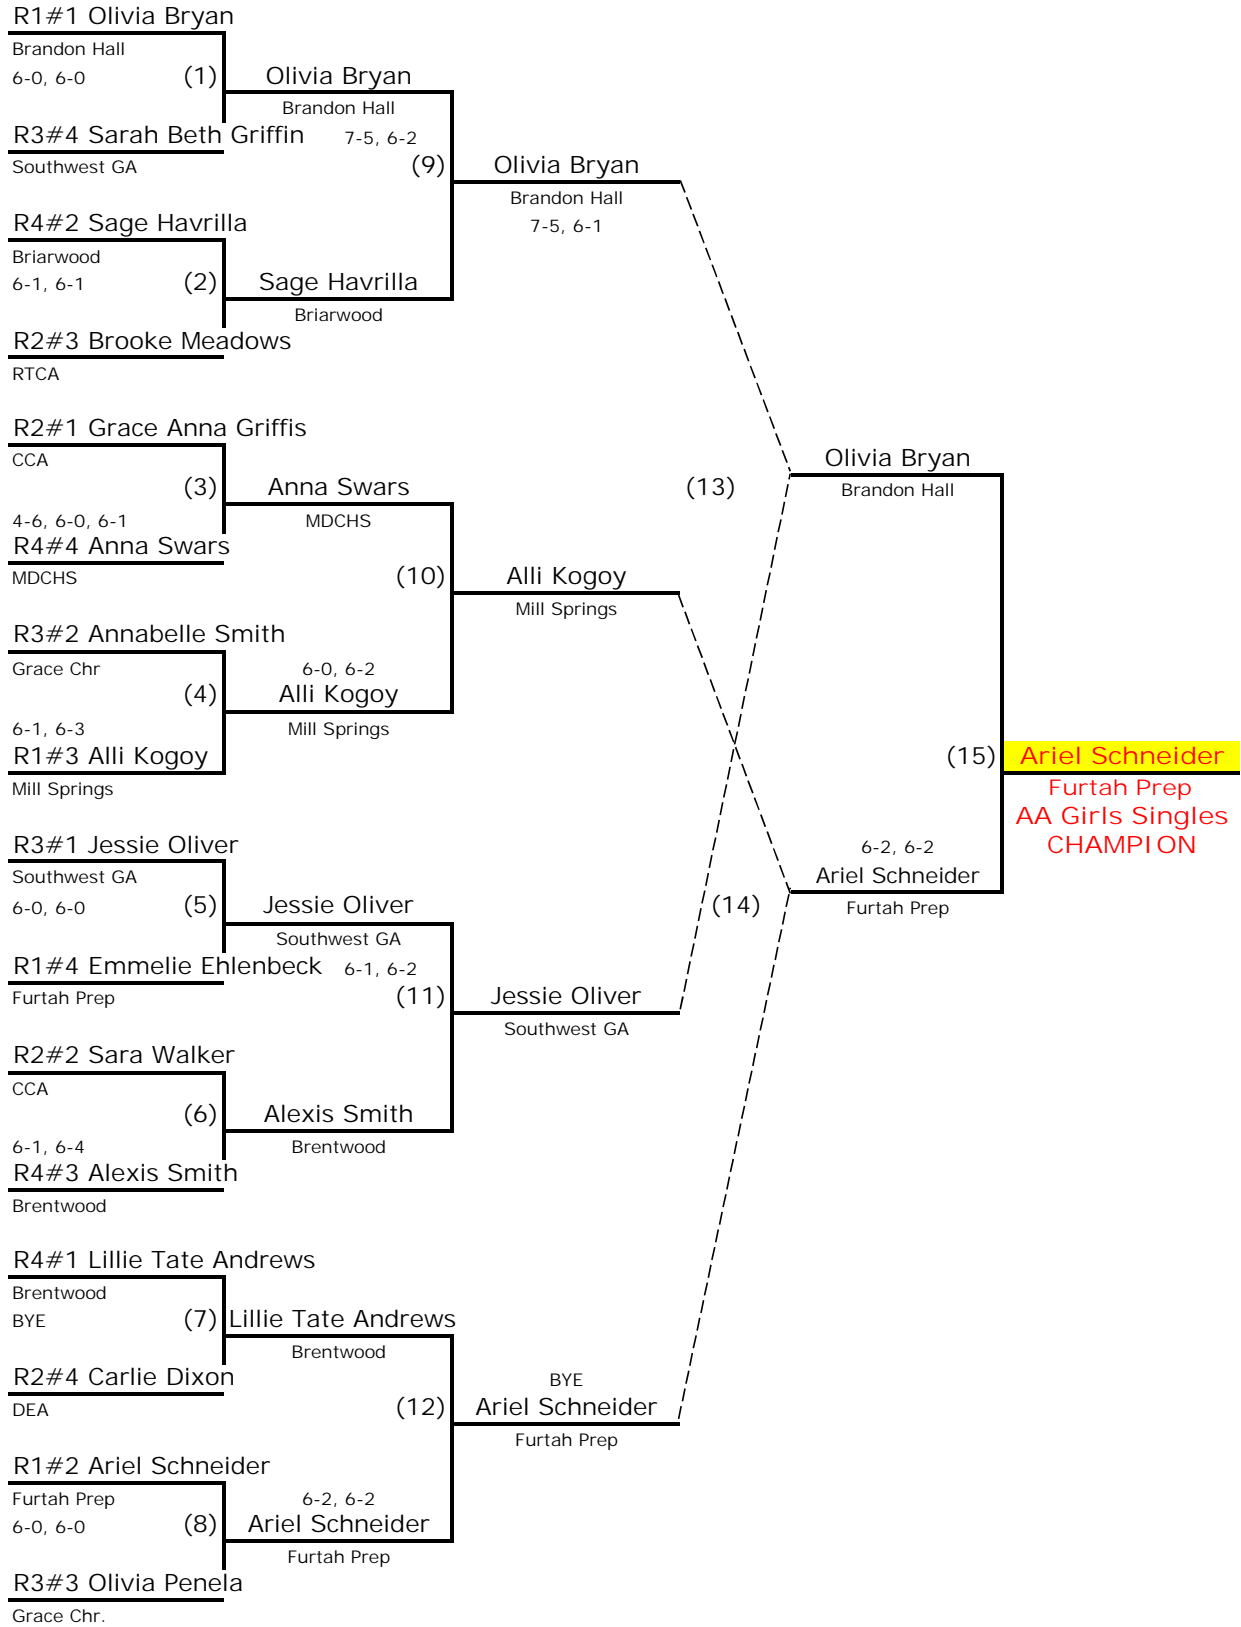 R1#1 Olivia Bryan
Brandon Hall
6-0, 6-0
(1)
Olivia Bryan
Brandon Hall
R3#4 Sarah Beth Griffin
7-5, 6-2
Southwest GA
(9)
Olivia Bryan
Brandon Hall
7-5, 6-1
R4#2 Sage Havrilla
Briarwood
6-1, 6-1
(2)
Sage Havrilla
Briarwood
R2#3 Brooke Meadows
RTCA
R2#1 Grace Anna Griffis
CCA
(3)
Anna Swars
MDCHS
4-6, 6-0, 6-1
R4#4 Anna Swars
MDCHS
(10)
Alli Kogoy
Mill Springs
(13)
Olivia Bryan
Brandon Hall
R3#2 Annabelle Smith
Grace Chr
6-0, 6-2
(4)
Alli Kogoy
Mill Springs
6-1, 6-3
R1#3 Alli Kogoy
Mill Springs
(15)
Ariel Schneider
Furtah Prep
AA Girls Singles
CHAMPION
R3#1 Jessie Oliver
Southwest GA
6-0, 6-0
(5)
Jessie Oliver
Southwest GA
6-2, 6-2
Ariel Schneider
Furtah Prep
(14)
R1#4 Emmelie Ehlenbeck
6-1, 6-2
Furtah Prep
(11)
Jessie Oliver
Southwest GA
R2#2 Sara Walker
CCA
(6)
Alexis Smith
Brentwood
6-1, 6-4
R4#3 Alexis Smith
Brentwood
R4#1 Lillie Tate Andrews
Brentwood
BYE
(7)
Lillie Tate Andrews
Brentwood
R2#4 Carlie Dixon
DEA
(12)
BYE
Ariel Schneider
Furtah Prep
R1#2 Ariel Schneider
Furtah Prep
6-0, 6-0
(8)
6-2, 6-2
Ariel Schneider
Furtah Prep
R3#3 Olivia Penela
Grace Chr.